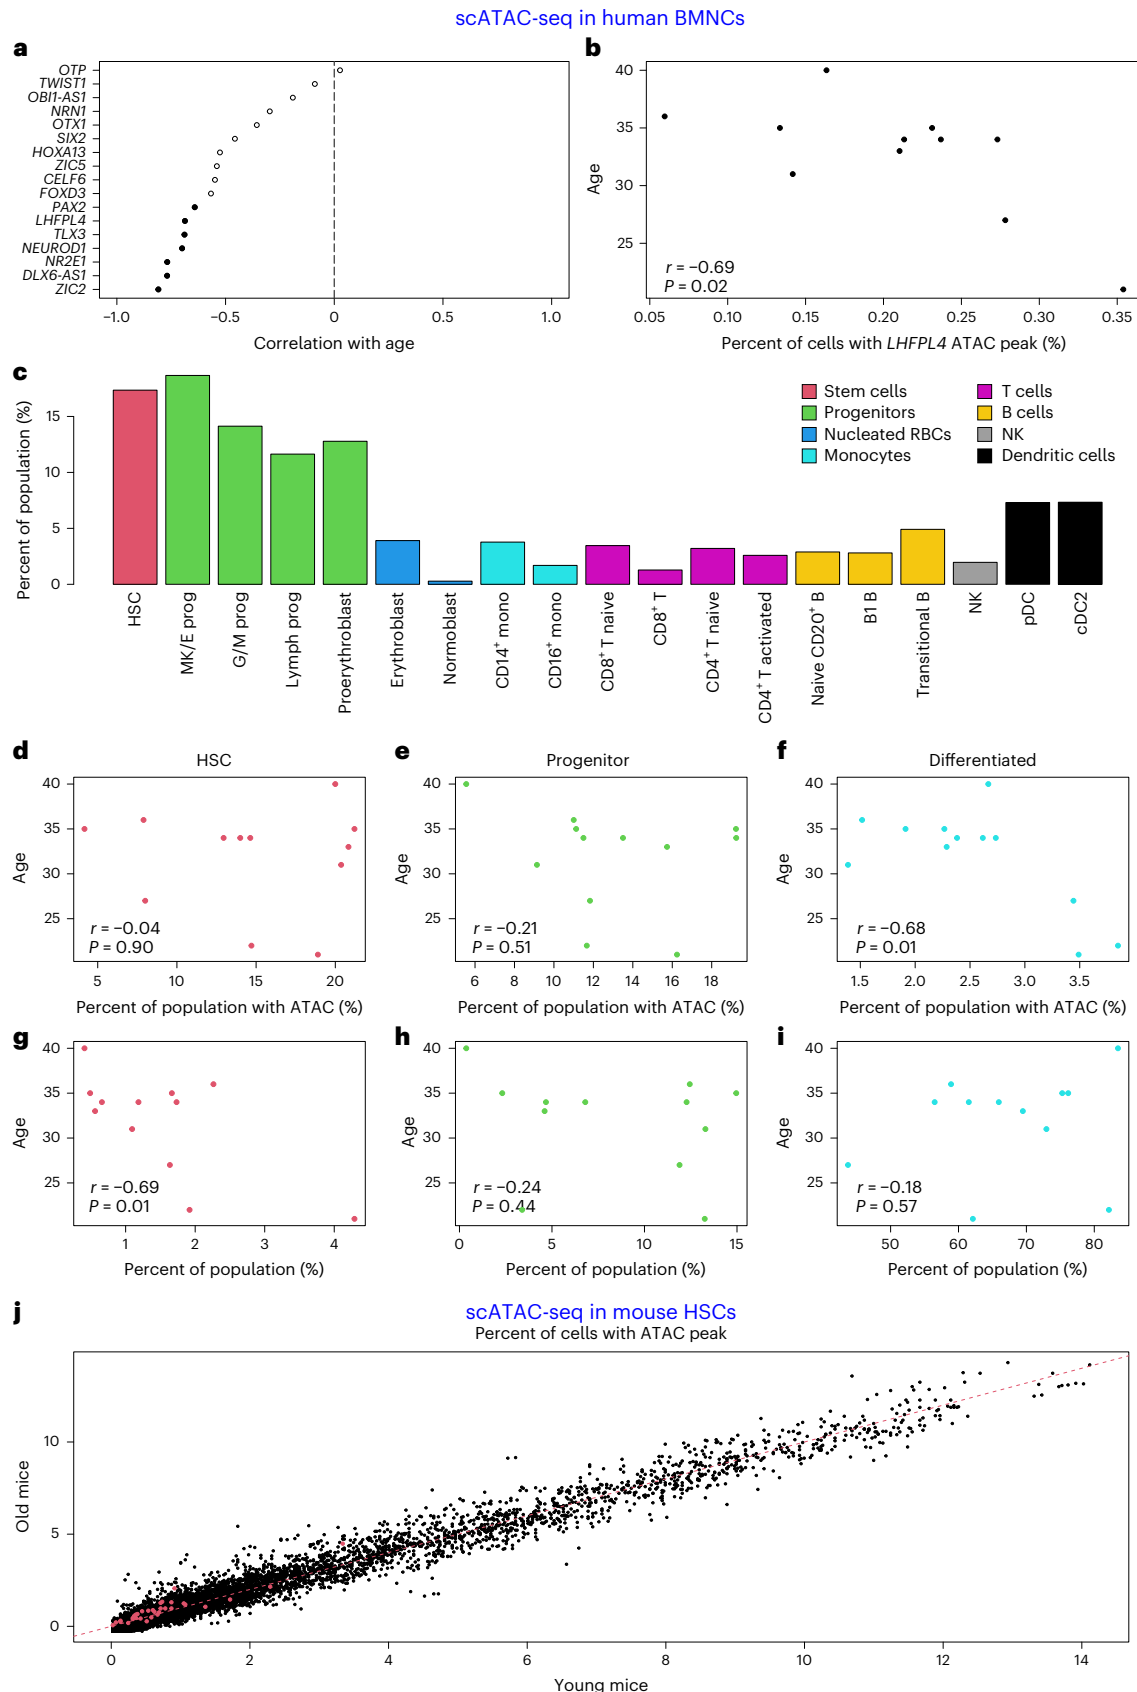 scATAC-seq in human BMNCs
a
OTP
TWIST1
OBI1-AS1
NRN1
OTX1
SIX2
HOXA13
ZIC5
CELF6
FOXD3
PAX2
LHFPL4
TLX3
NEUROD1
NR2E1
DLX6-AS1
ZIC2
−1.0 −0.5 0 0.5 1.0
Correlation with age
b
Age
40
35
30
25
r = −0.69
P = 0.02
0.05 0.10 0.15 0.20 0.25 0.30 0.35
Percent of cells with LHFPL4 ATAC peak (%)
c
Percent of population (%)
15
10
5
0
Stem cells
Progenitors
Nucleated RBCs
Monocytes
T cells
B cells
NK
Dendritic cells
HSC
MK/E prog
G/M prog
Lymph prog
Proerythroblast
Erythroblast
Normoblast
CD14⁺ mono
CD16⁺ mono
CD8⁺ T naive
CD8⁺ T
CD4⁺ T naive
CD4⁺ T activated
Naive CD20⁺ B
B1 B
Transitional B
NK
pDC
cDC2
d
HSC
Age
40
35
30
25
r = −0.04
P = 0.90
5 10 15 20
Percent of population with ATAC (%)
e
Progenitor
Age
40
35
30
25
r = −0.21
P = 0.51
6 8 10 12 14 16 18
Percent of population with ATAC (%)
f
Differentiated
Age
40
35
30
25
r = −0.68
P = 0.01
1.5 2.0 2.5 3.0 3.5
Percent of population with ATAC (%)
g
Age
40
35
30
25
r = −0.69
P = 0.01
1 2 3 4
Percent of population (%)
h
Age
40
35
30
25
r = −0.24
P = 0.44
0 5 10 15
Percent of population (%)
i
Age
40
35
30
25
r = −0.18
P = 0.57
50 60 70 80
Percent of population (%)
j
scATAC-seq in mouse HSCs
Percent of cells with ATAC peak
Old mice
10
5
0
0 2 4 6 8 10 12 14
Young mice